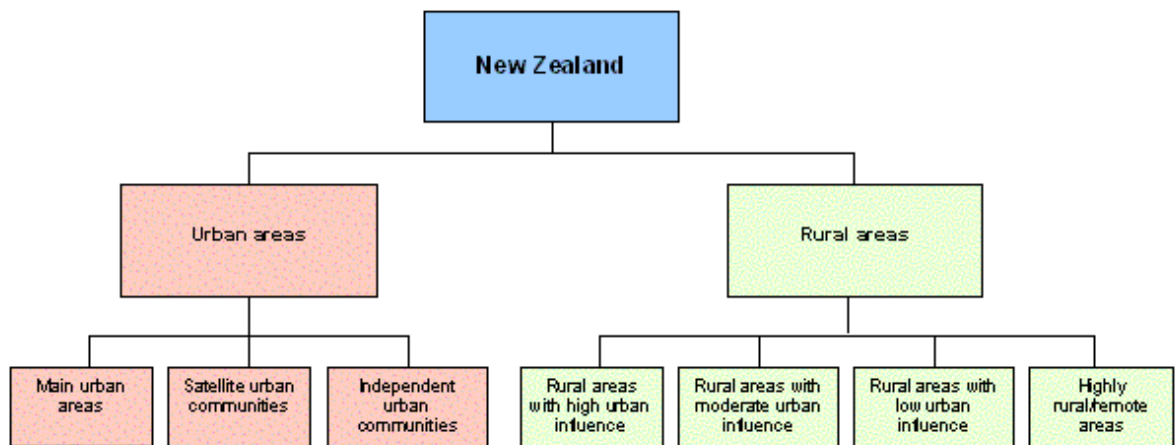 New Zealand
Urban areas
Rural areas
Main urban
areas
Satellite urban
communities
Independent
urban
communities
Rural areas
with high urban
influence
Rural areas with
moderate urban
influence
Rural areas with
low urban
influence
Highly
rural/remote
areas